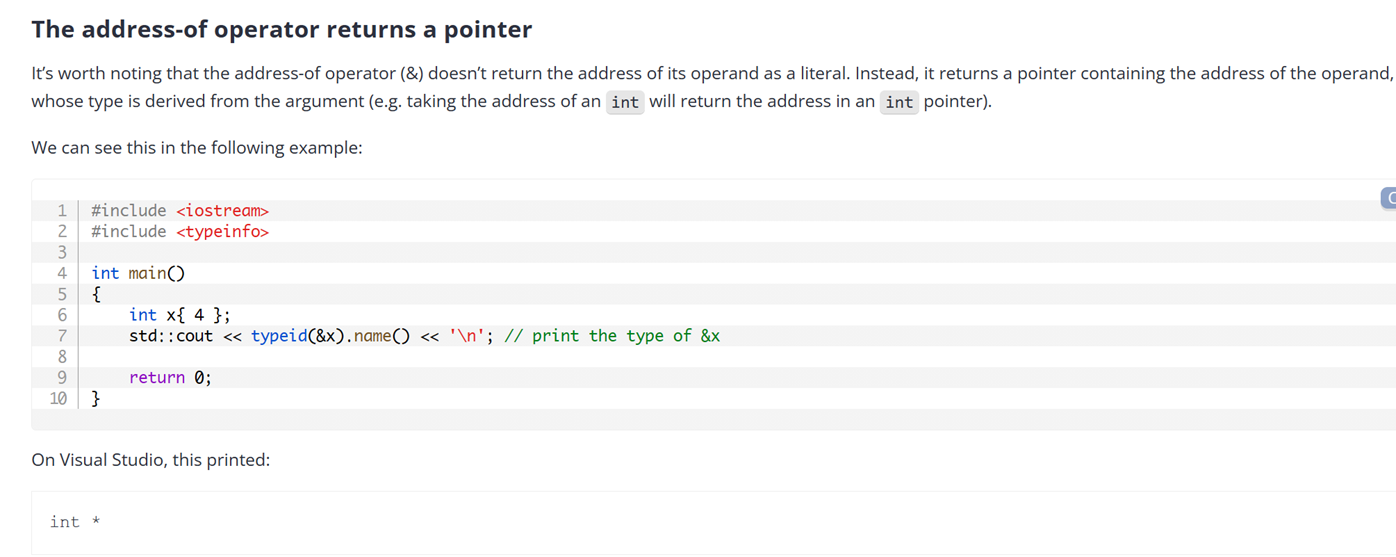 The address-of operator returns a pointer
It’s worth noting that the address-of operator (&) doesn’t return the address of its operand as a literal. Instead, it returns a pointer containing the address of the operand,
whose type is derived from the argument (e.g. taking the address of an int will return the address in an int pointer).
We can see this in the following example:
1 #include <iostream>
2 #include <typeinfo>
3
4 int main()
5 {
6     int x{ 4 };
7     std::cout << typeid(&x).name() << '\n'; // print the type of &x
8
9     return 0;
10 }
On Visual Studio, this printed:
int *